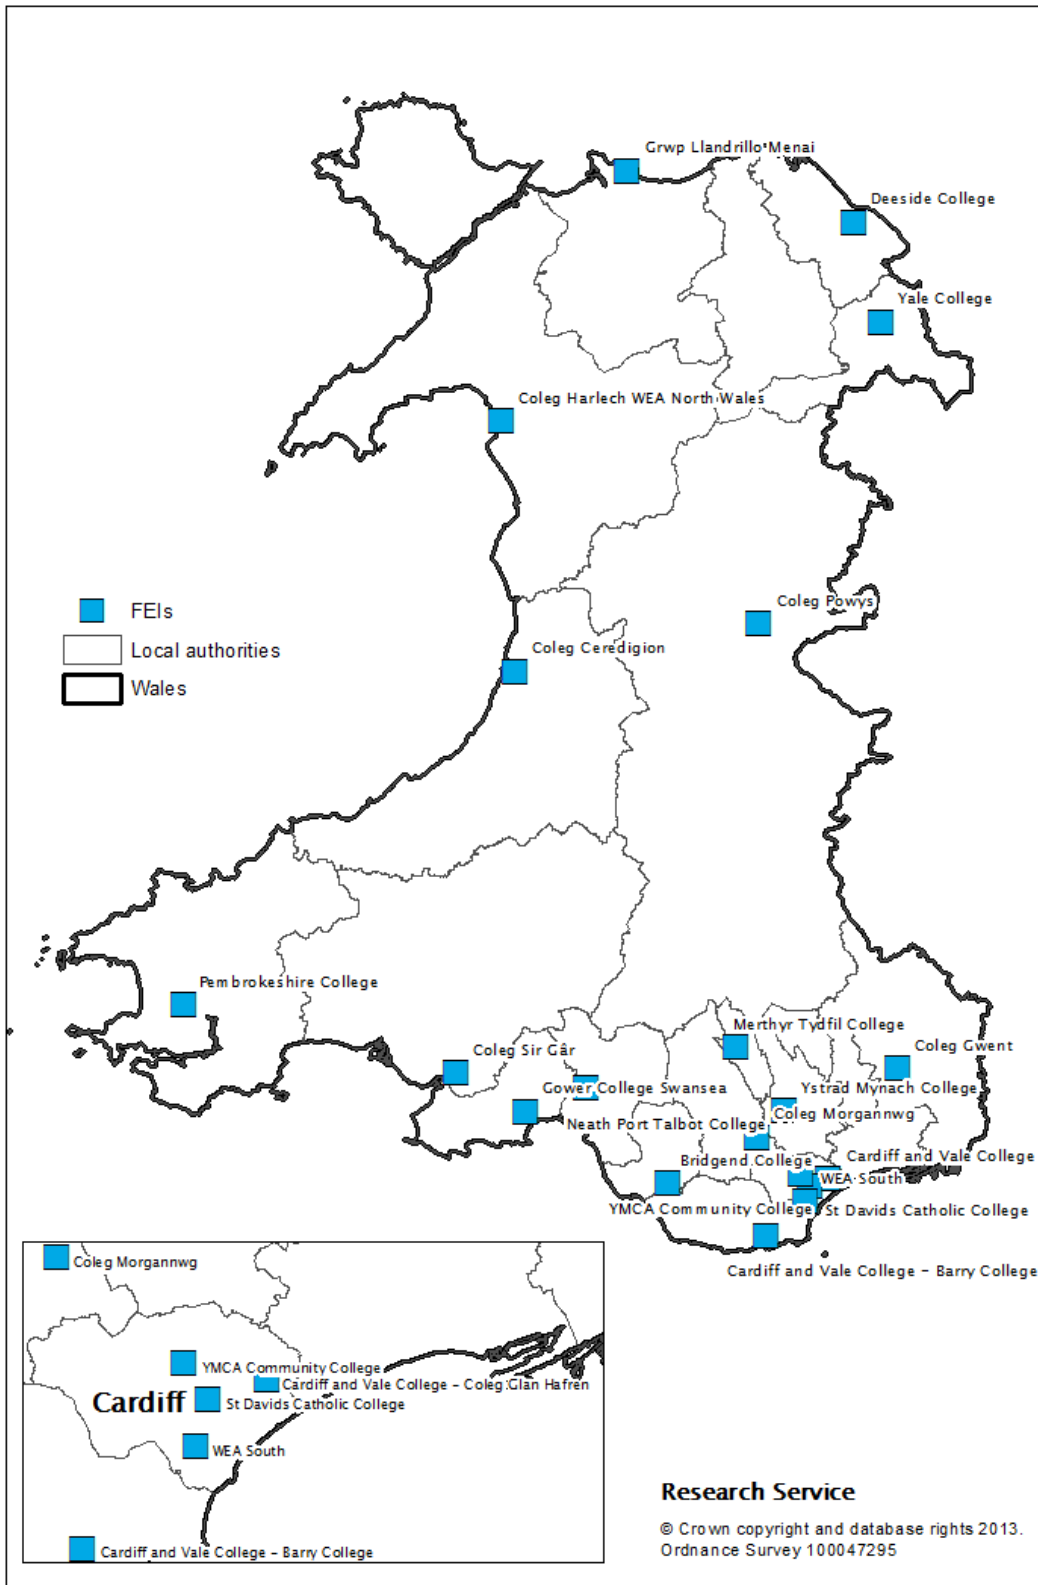 Grwp Llandrillo Menai
Deeside College
Yale College
Coleg Harlech WEA North Wales
Coleg Powys
FEIs
Local authorities
Wales
Coleg Ceredigion
Pembrokeshire College
Merthyr Tydfil College
Coleg Gwent
Coleg Sir Gâr
Gower College Swansea
Ystrad Mynach College
Coleg Morgannwg
Neath Port Talbot College
Bridgend College
Cardiff and Vale College
WEA South
YMCA Community College
St Davids Catholic College
Cardiff and Vale College - Barry College
Coleg Morgannwg
YMCA Community College
Cardiff and Vale College - Coleg Glan Hafren
Cardiff
St Davids Catholic College
WEA South
Cardiff and Vale College - Barry College
Research Service
© Crown copyright and database rights 2013.
Ordnance Survey 100047295